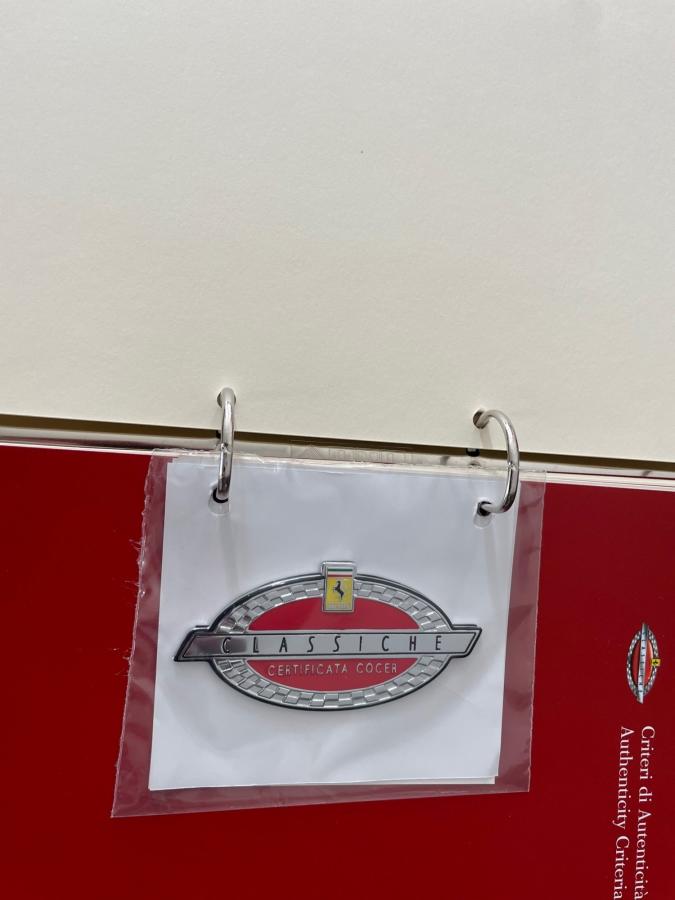 CLASSICHE
CERTIFICATA COCER
Criteri di Autenticità
Authenticity Criteria